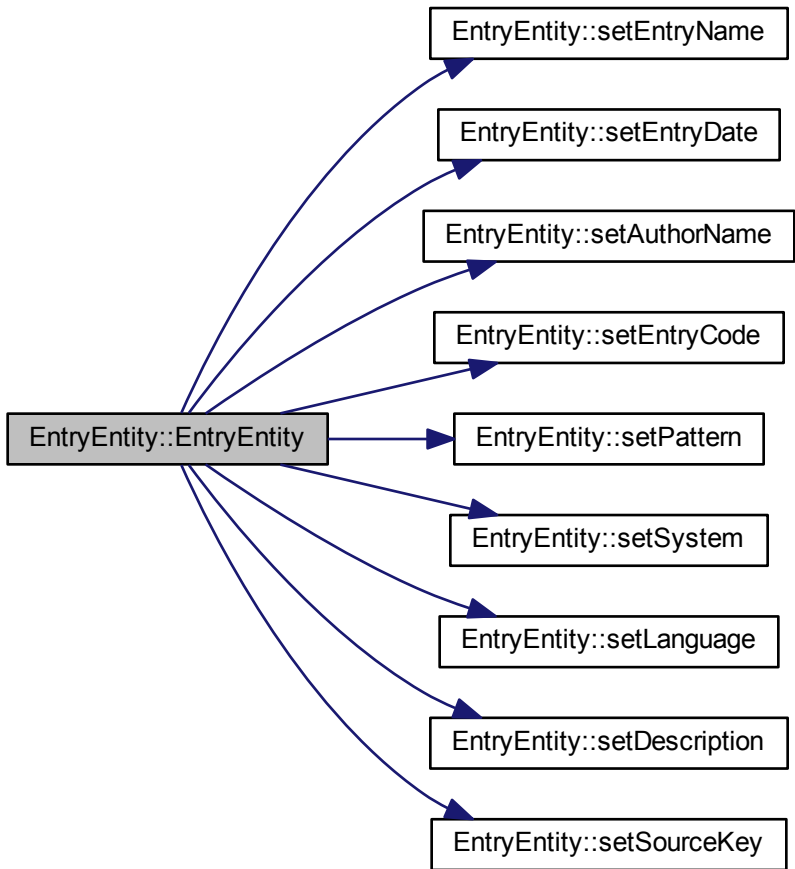 EntryEntity::setEntryName
EntryEntity::setEntryDate
EntryEntity::setAuthorName
EntryEntity::setEntryCode
EntryEntity::EntryEntity
EntryEntity::setPattern
EntryEntity::setSystem
EntryEntity::setLanguage
EntryEntity::setDescription
EntryEntity::setSourceKey